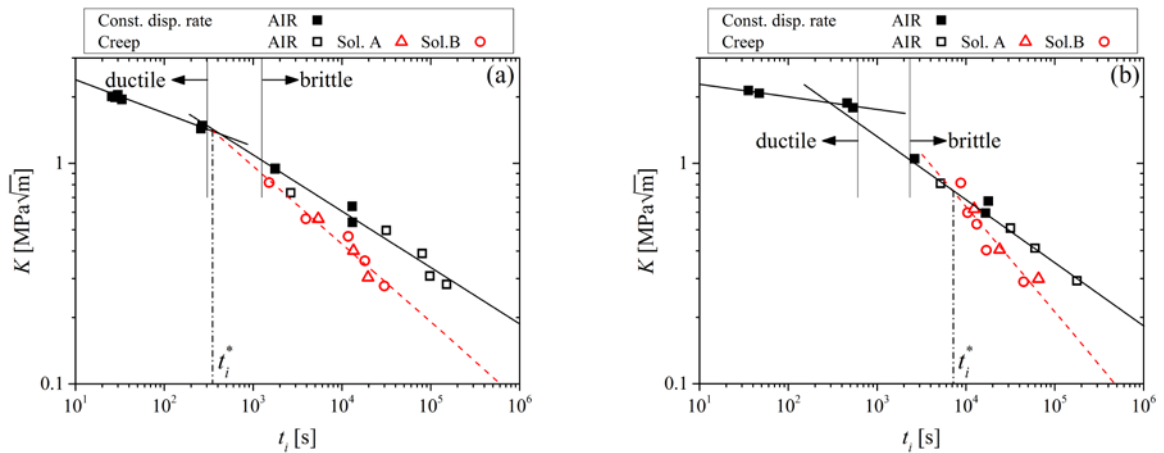 Const. disp. rate AIR ■
Creep AIR □ Sol. A △ Sol.B ○
(a)
ductile brittle
K [MPa√m]
1
0.1
t_i^*
10^1 10^2 10^3 10^4 10^5 10^6
t_i [s]
Const. disp. rate AIR ■
Creep AIR □ Sol. A △ Sol.B ○
(b)
ductile brittle
K [MPa√m]
1
0.1
t_i^*
10^1 10^2 10^3 10^4 10^5 10^6
t_i [s]